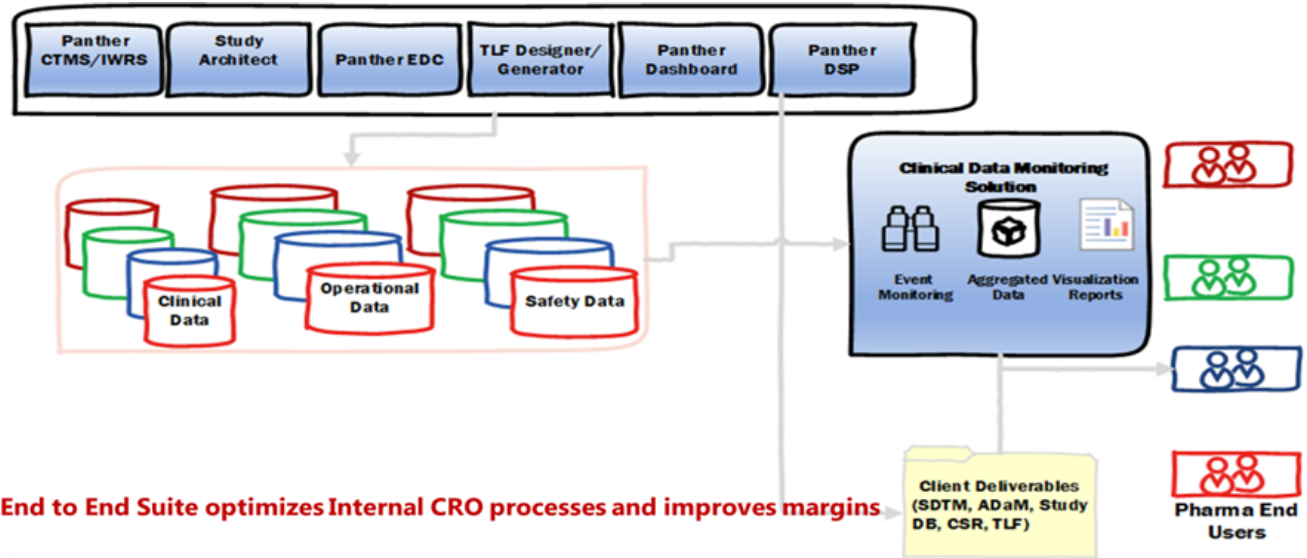 Panther
CTMS/IWRS
Study
Architect
Panther EDC
TLF Designer/
Generator
Panther
Dashboard
Panther
DSP
Clinical Data Monitoring
Solution
Event
Monitoring
Aggregated
Data
Visualization
Reports
Clinical
Data
Operational
Data
Safety Data
Client Deliverables
(SDTM, ADaM, Study
DB, CSR, TLF)
Pharma End
Users
End to End Suite optimizes Internal CRO processes and improves margins